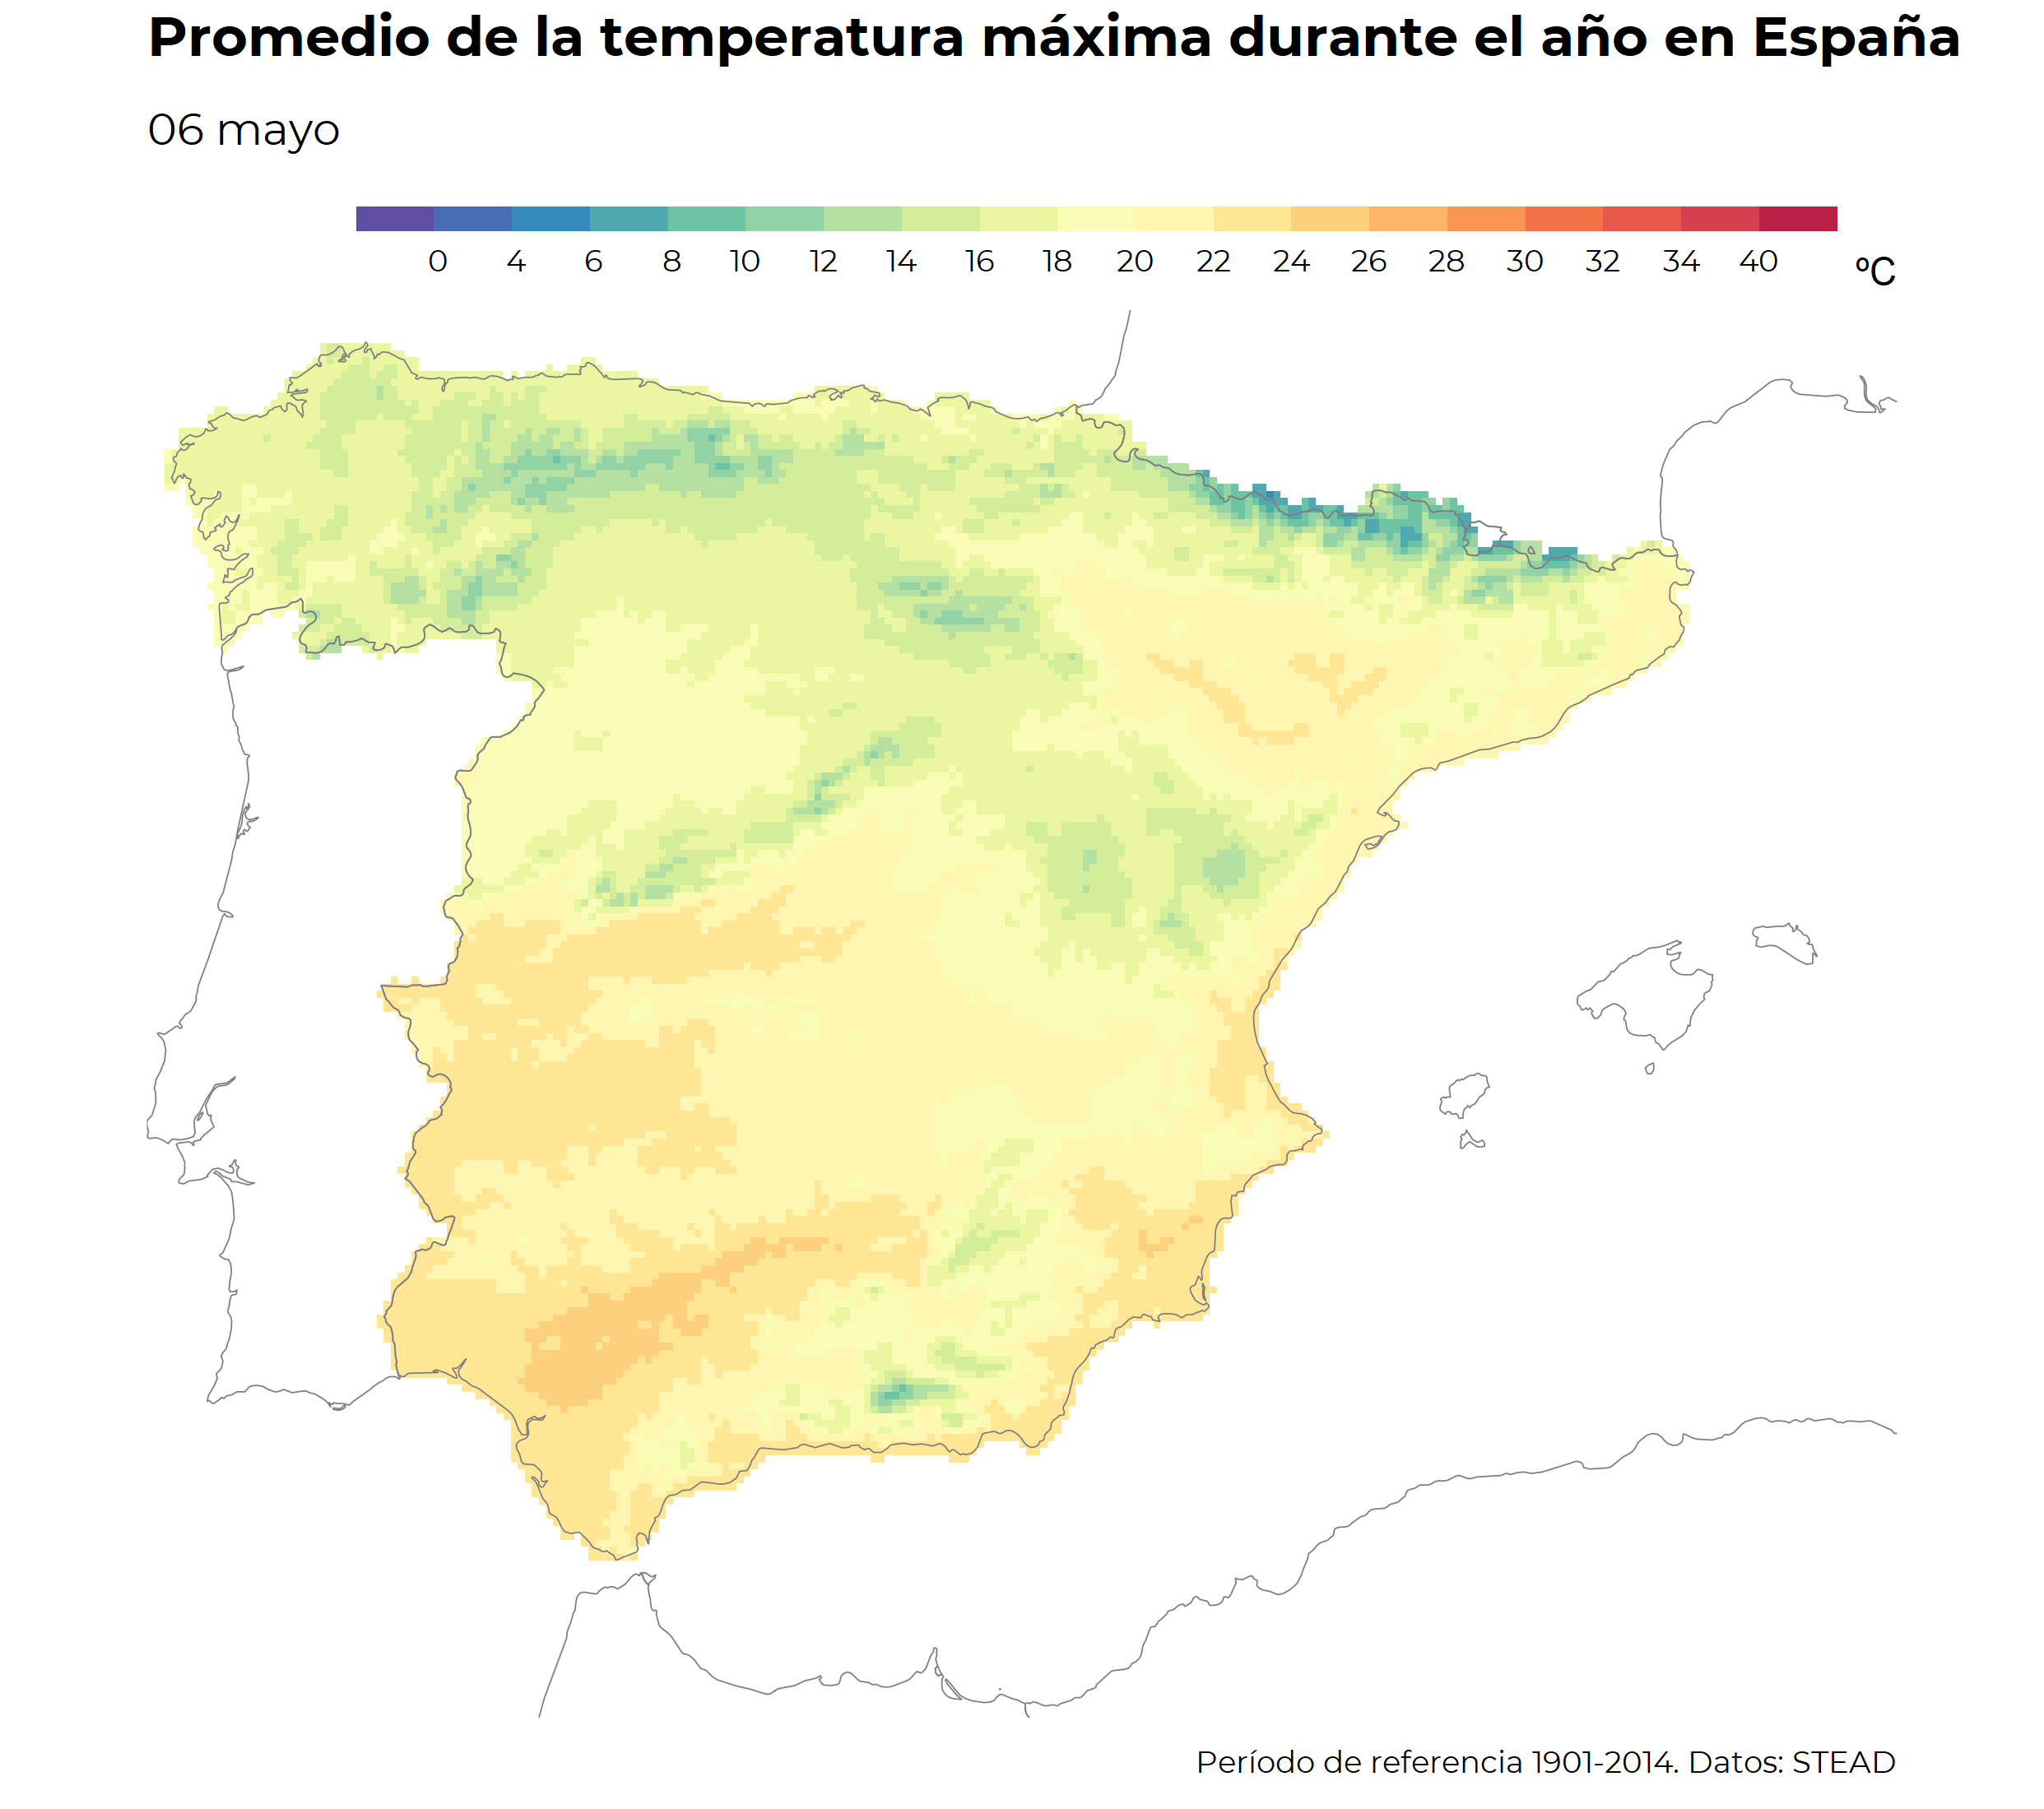 Promedio de la temperatura máxima durante el año en España
06 mayo
0 4 6 8 10 12 14 16 18 20 22 24 26 28 30 32 34 40 ºC
Período de referencia 1901-2014. Datos: STEAD